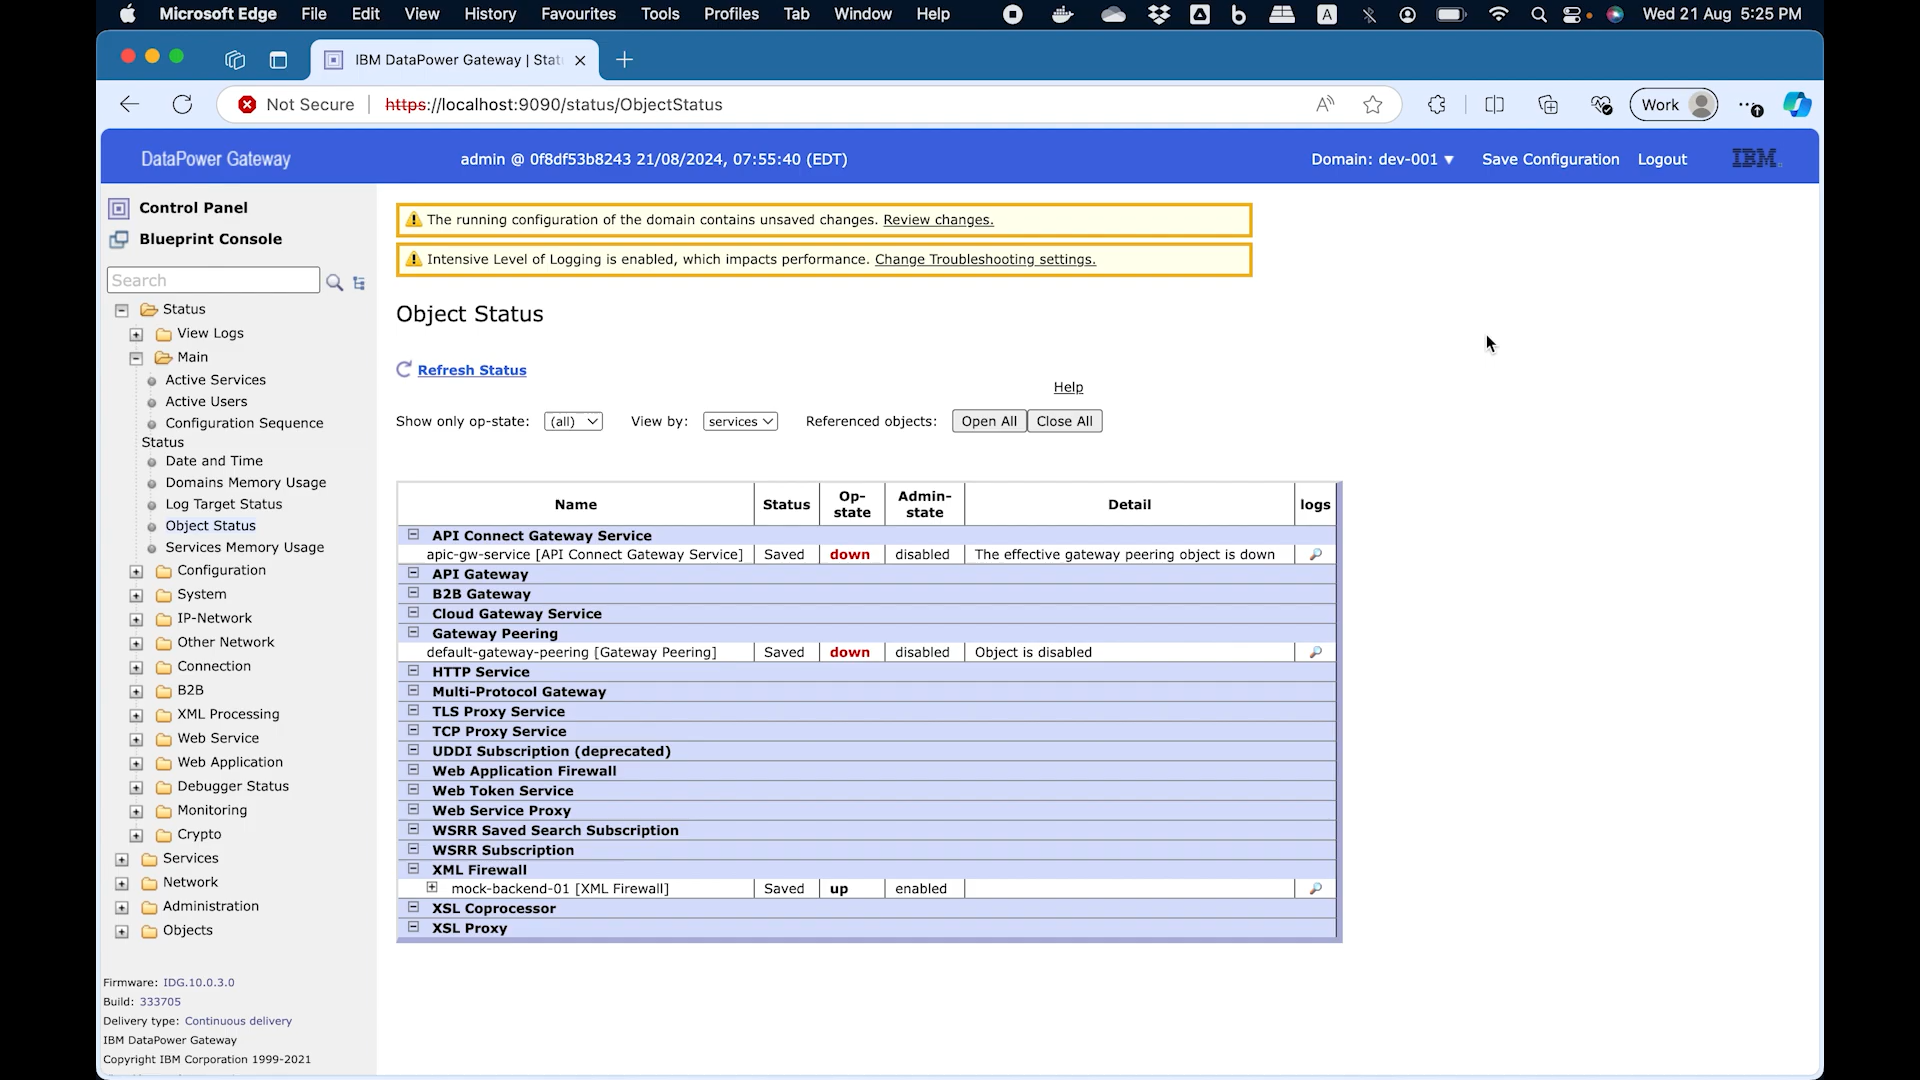 Microsoft Edge File Edit View History Favourites Tools Profiles Tab Window Help A Wed 21 Aug 5:25 PM
IBM DataPower Gateway | Stat
Not Secure https://localhost:9090/status/ObjectStatus Work
DataPower Gateway admin @ 0f8df53b8243 21/08/2024, 07:55:40 (EDT) Domain: dev-001 Save Configuration Logout IBM
Control Panel
Blueprint Console
Search
Status
View Logs
Main
Active Services
Active Users
Configuration Sequence
Status
Date and Time
Domains Memory Usage
Log Target Status
Object Status
Services Memory Usage
Configuration
System
IP-Network
Other Network
Connection
B2B
XML Processing
Web Service
Web Application
Debugger Status
Monitoring
Crypto
Services
Network
Administration
Objects
Firmware: IDG.10.0.3.0
Build: 333705
Delivery type: Continuous delivery
IBM DataPower Gateway
Copyright IBM Corporation 1999-2021
The running configuration of the domain contains unsaved changes. Review changes.
Intensive Level of Logging is enabled, which impacts performance. Change Troubleshooting settings.
Object Status
Refresh Status
Help
Show only op-state: (all) View by: services Referenced objects: Open All Close All
Name Status Op-state Admin-state Detail logs
API Connect Gateway Service
apic-gw-service [API Connect Gateway Service] Saved down disabled The effective gateway peering object is down
API Gateway
B2B Gateway
Cloud Gateway Service
Gateway Peering
default-gateway-peering [Gateway Peering] Saved down disabled Object is disabled
HTTP Service
Multi-Protocol Gateway
TLS Proxy Service
TCP Proxy Service
UDDI Subscription (deprecated)
Web Application Firewall
Web Token Service
Web Service Proxy
WSRR Saved Search Subscription
WSRR Subscription
XML Firewall
mock-backend-01 [XML Firewall] Saved up enabled
XSL Coprocessor
XSL Proxy